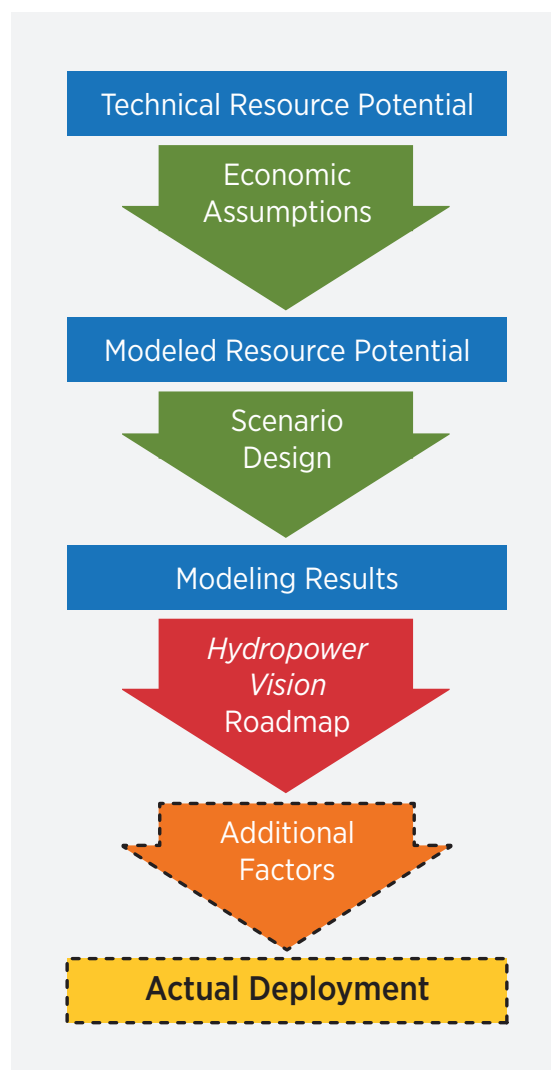 Technical Resource Potential
Economic
Assumptions
Modeled Resource Potential
Scenario
Design
Modeling Results
Hydropower
Vision
Roadmap
Additional
Factors
Actual Deployment